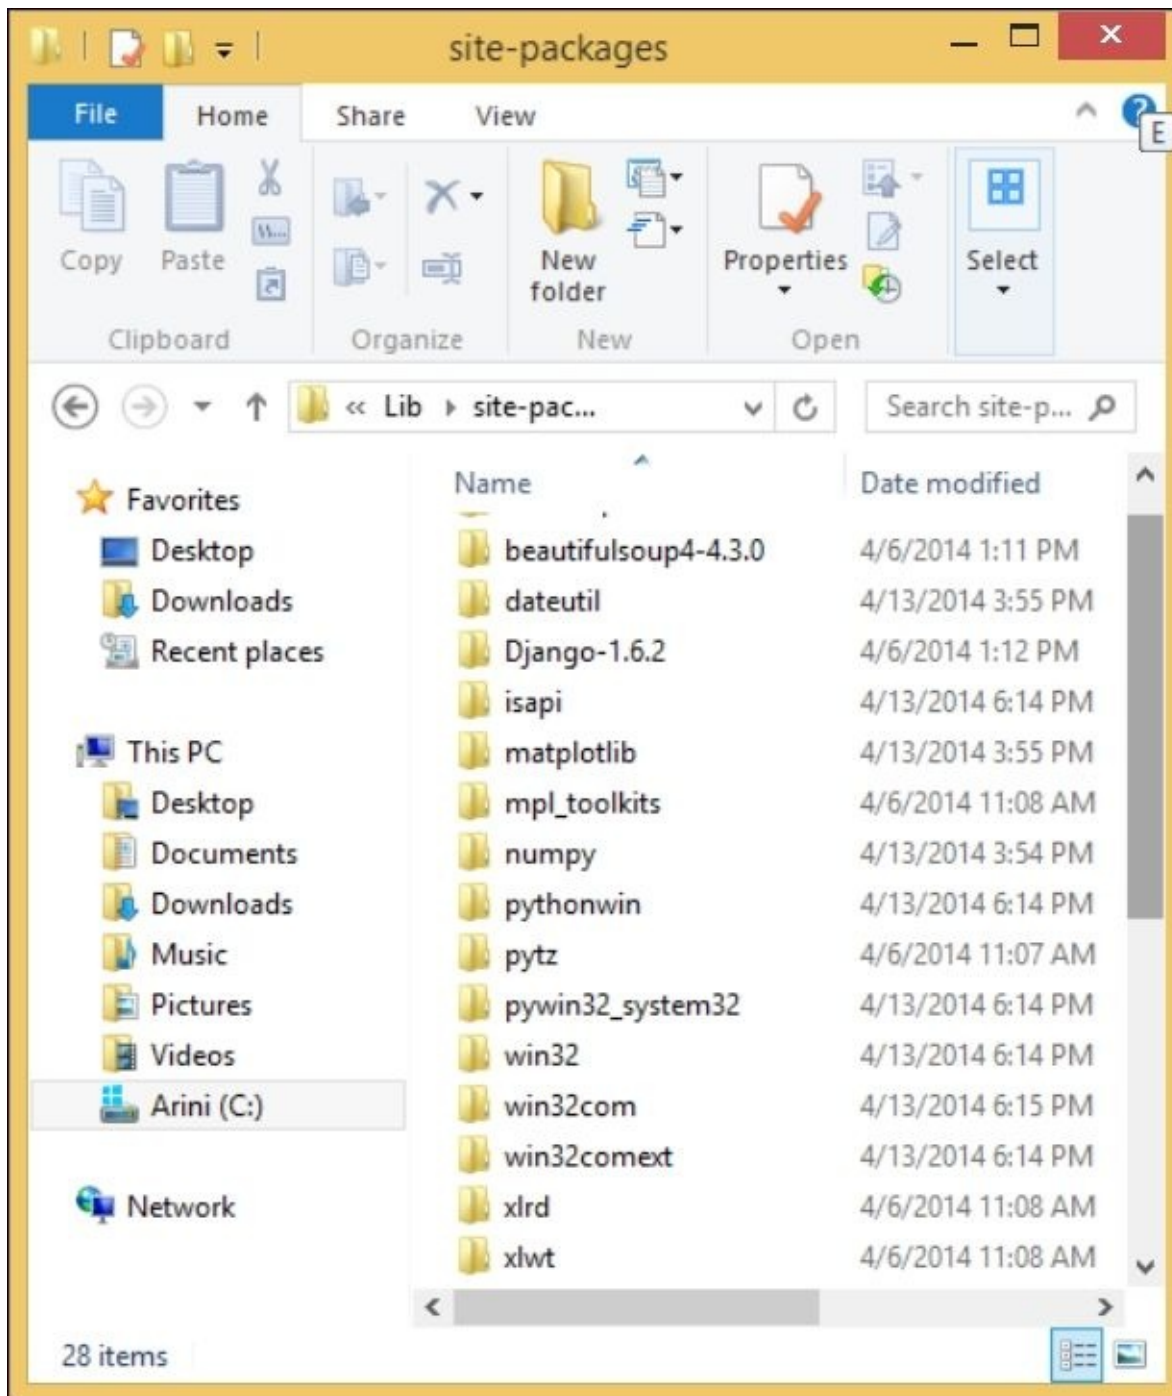 site-packages
File Home Share View
E
Copy Paste New folder Properties Select
Clipboard Organize New Open
« Lib site-pac... Search site-p...
Name Date modified
Favorites
Desktop
Downloads
Recent places
This PC
Desktop
Documents
Downloads
Music
Pictures
Videos
Arini (C:)
Network
beautifulsoup4-4.3.0 4/6/2014 1:11 PM
dateutil 4/13/2014 3:55 PM
Django-1.6.2 4/6/2014 1:12 PM
isapi 4/13/2014 6:14 PM
matplotlib 4/13/2014 3:55 PM
mpl_toolkits 4/6/2014 11:08 AM
numpy 4/13/2014 3:54 PM
pythonwin 4/13/2014 6:14 PM
pytz 4/6/2014 11:07 AM
pywin32_system32 4/13/2014 6:14 PM
win32 4/13/2014 6:14 PM
win32com 4/13/2014 6:15 PM
win32comext 4/13/2014 6:14 PM
xlrd 4/6/2014 11:08 AM
xlwt 4/6/2014 11:08 AM
28 items